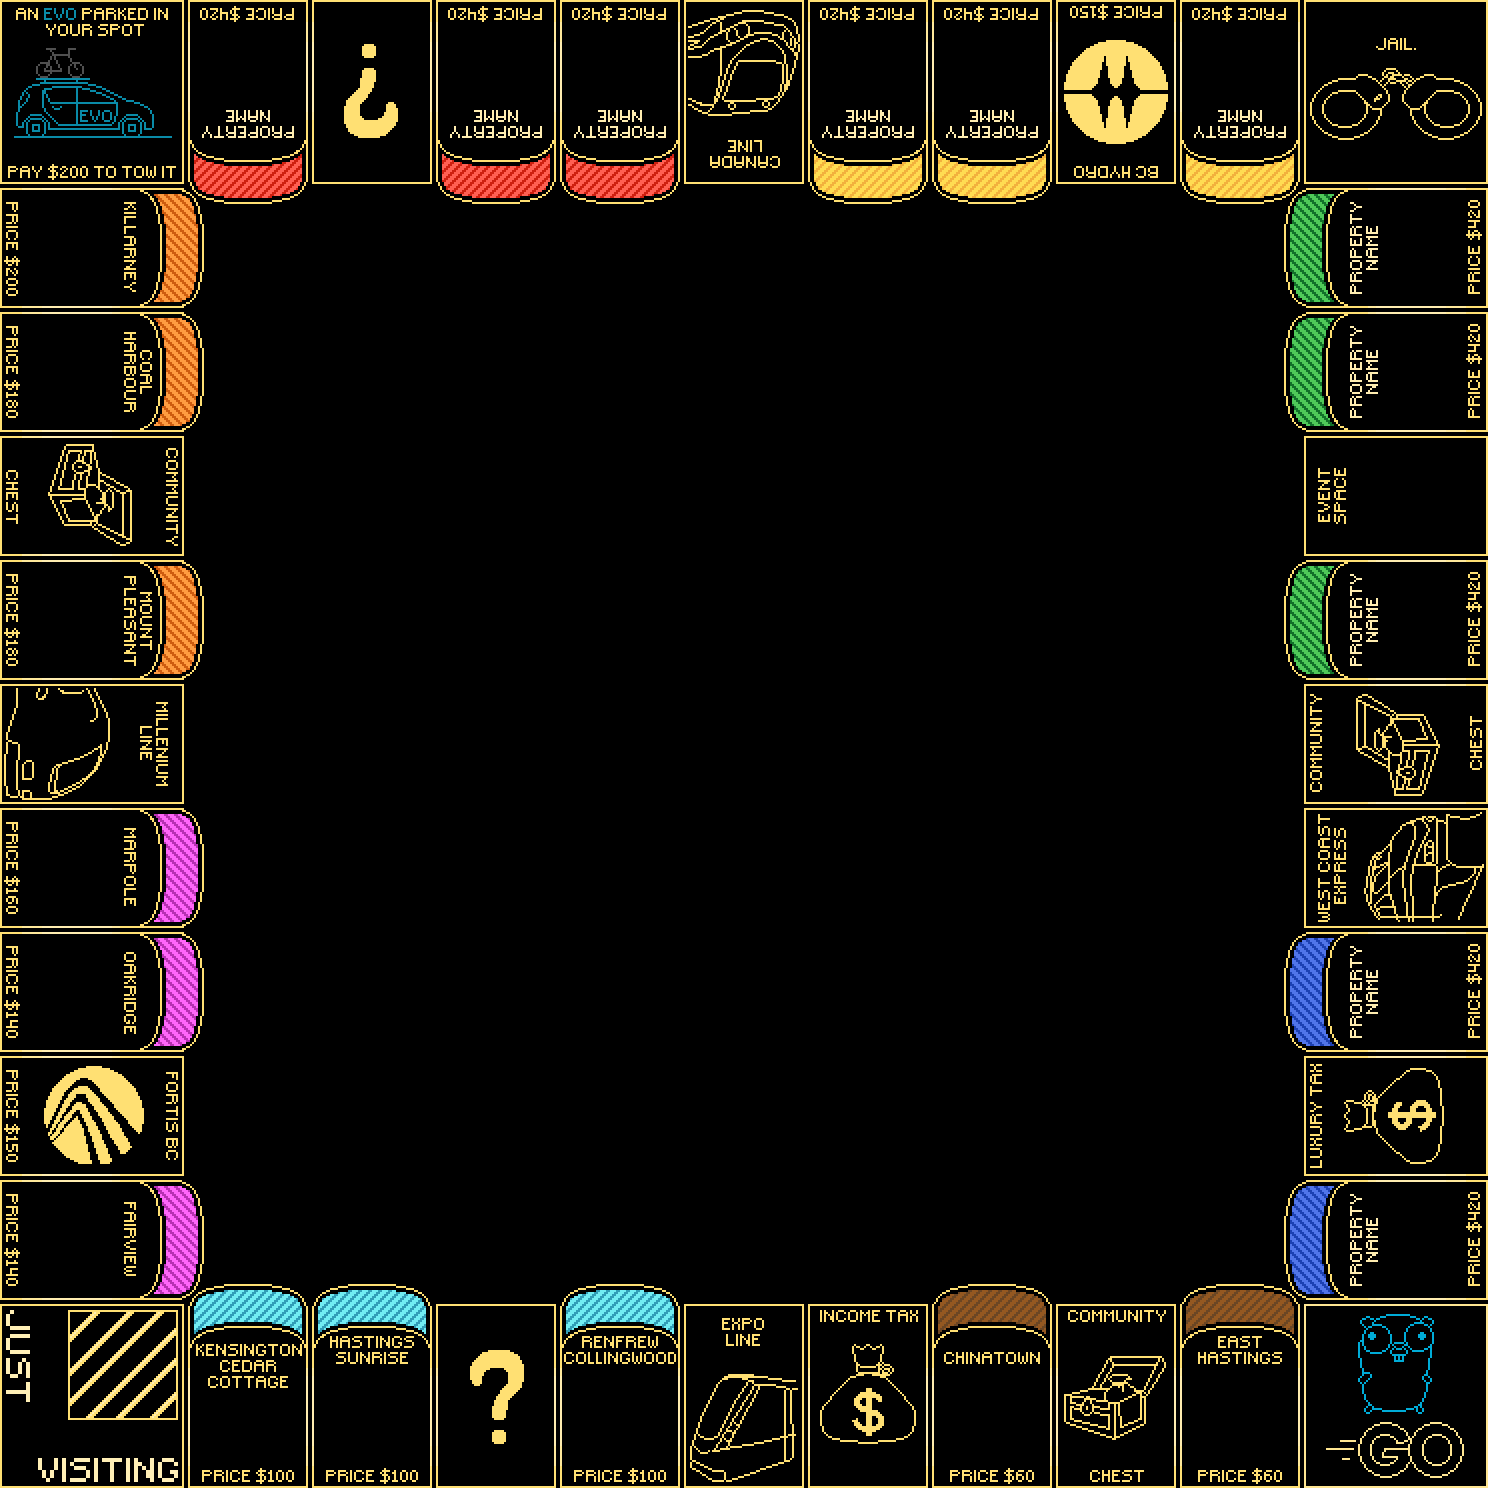 AN EVO PARKED IN
YOUR SPOT
EVO
PAY $200 TO TOW IT
PRICE $420
PROPERTY
NAME
?
PRICE $420
PROPERTY
NAME
PRICE $420
PROPERTY
NAME
CANADA
LINE
PRICE $420
PROPERTY
NAME
PRICE $420
PROPERTY
NAME
PRICE $150
BC HYDRO
PRICE $420
PROPERTY
NAME
JAIL.
PROPERTY
NAME
PRICE $420
PROPERTY
NAME
PRICE $420
EVENT
SPACE
PROPERTY
NAME
PRICE $420
COMMUNITY
CHEST
WEST COAST
EXPRESS
PROPERTY
NAME
PRICE $420
LUXURY TAX
$
PROPERTY
NAME
PRICE $420
GO
EAST
HASTINGS
PRICE $60
COMMUNITY
CHEST
CHINATOWN
PRICE $60
INCOME TAX
$
EXPO
LINE
RENFREW
COLLINGWOOD
PRICE $100
?
HASTINGS
SUNRISE
PRICE $100
KENSINGTON
CEDAR
COTTAGE
PRICE $100
JUST
VISITING
FAIRVIEW
PRICE $140
FORTIS BC
PRICE $150
OAKRIDGE
PRICE $140
MARPOLE
PRICE $160
MILLENIUM
LINE
MOUNT
PLEASANT
PRICE $180
COMMUNITY
CHEST
COAL
HARBOUR
PRICE $180
KILLARNEY
PRICE $200